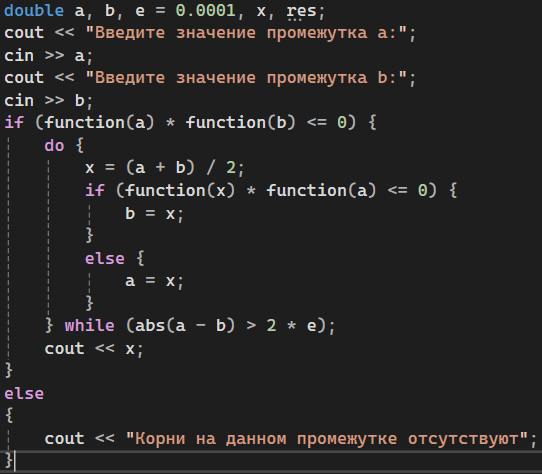 double a, b, e = 0.0001, x, res;
cout << "Введите значение промежутка a:";
cin >> a;
cout << "Введите значение промежутка b:";
cin >> b;
if (function(a) * function(b) <= 0) {
do {
x = (a + b) / 2;
if (function(x) * function(a) <= 0) {
b = x;
}
else {
a = x;
}
} while (abs(a - b) > 2 * e);
cout << x;
}
else
{
cout << "Корни на данном промежутке отсутствуют";
}